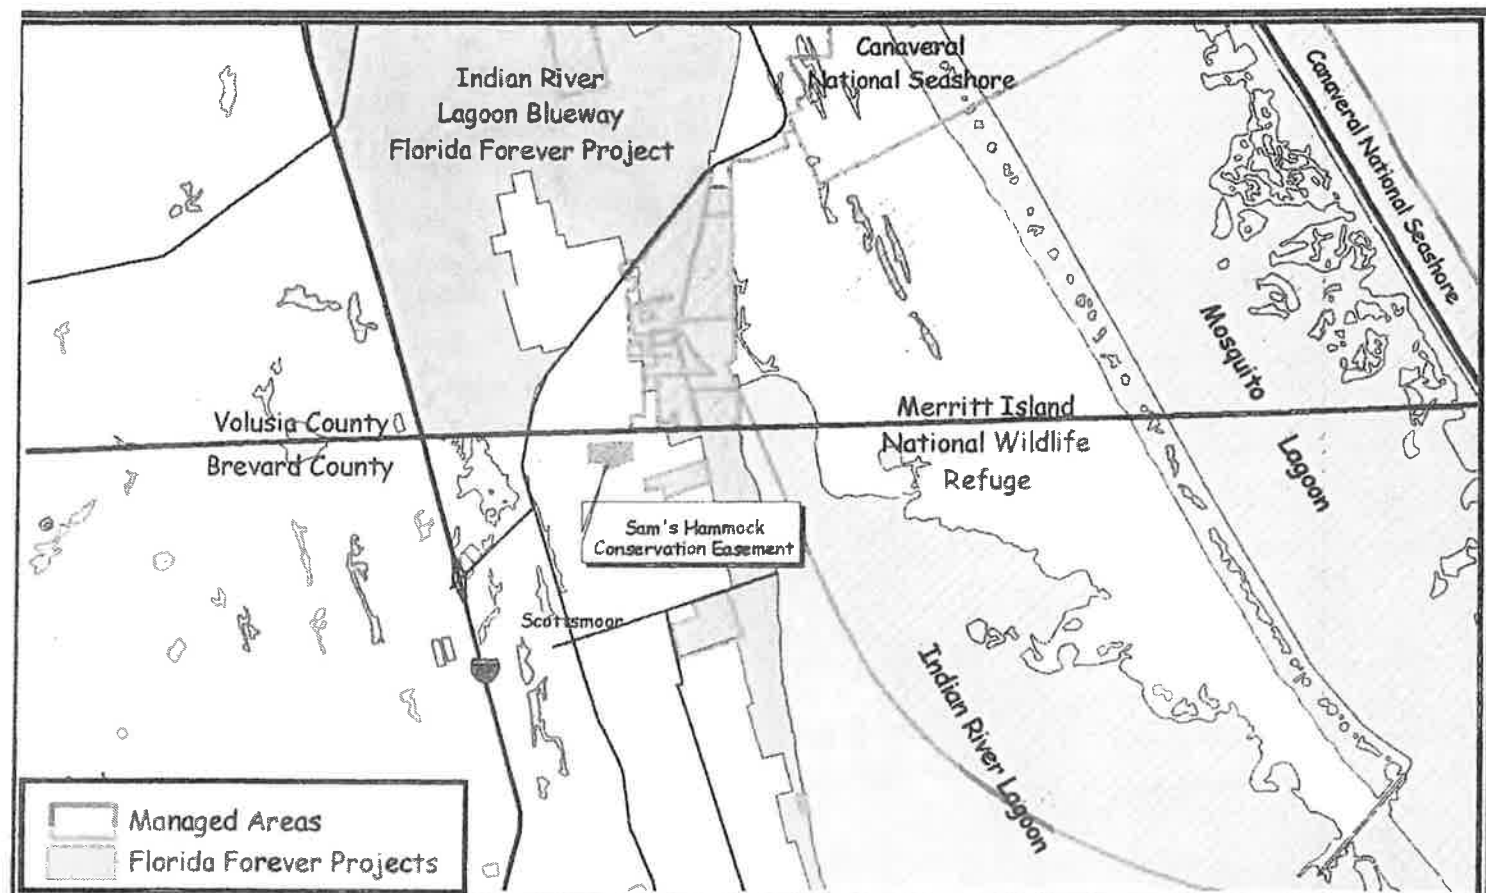 Canaveral
National Seashore
Indian River
Lagoon Blueway
Florida Forever Project
Canaveral National Seashore
Mosquito
Lagoon
Volusia County
Brevard County
Merritt Island
National Wildlife
Refuge
Sam's Hammock
Conservation Easement
Scottsmoor
Indian River Lagoon
Managed Areas
Florida Forever Projects